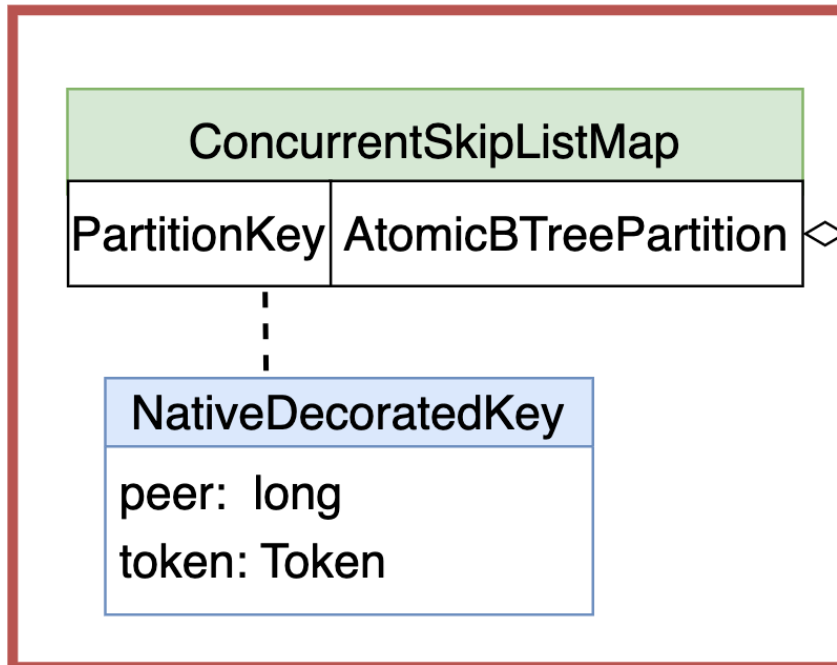 ConcurrentSkipListMap
PartitionKey AtomicBTreePartition
NativeDecoratedKey
peer: long
token: Token